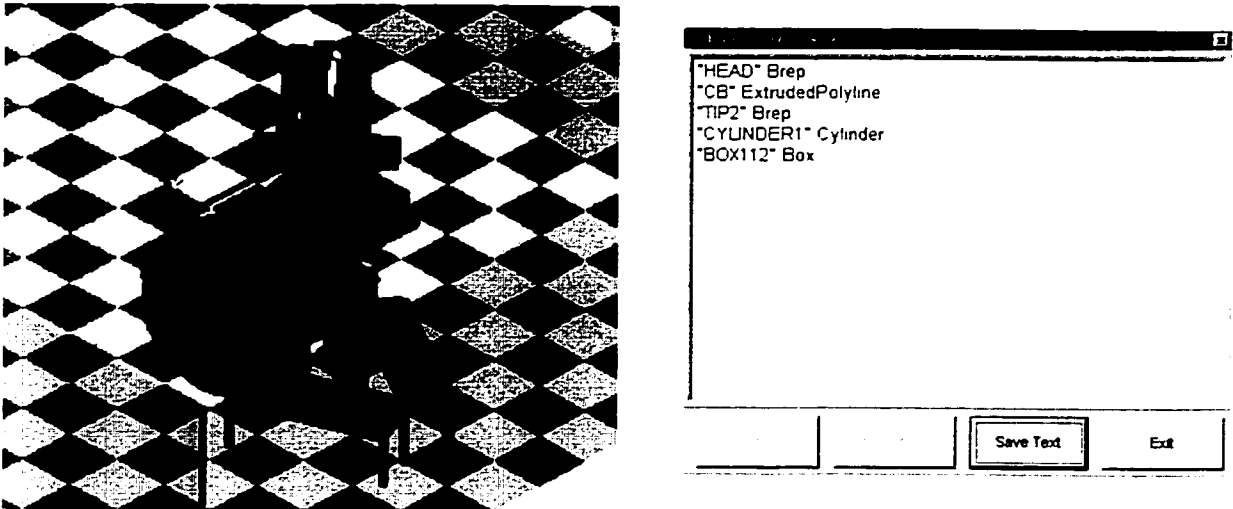 "HEAD" Brep
"CB" ExtrudedPolyline
"TIP2" Brep
"CYLINDER1" Cylinder
"BOX112" Box
Save Text
Exit